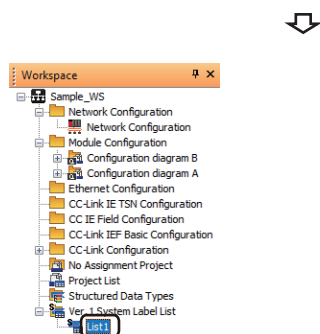 Workspace
Sample_WS
Network Configuration
Network Configuration
Module Configuration
Configuration diagram B
Configuration diagram A
Ethernet Configuration
CC-Link IE TSN Configuration
CC IE Field Configuration
CC-Link IEF Basic Configuration
CC-Link Configuration
No Assignment Project
Project List
Structured Data Types
Ver. 1 System Label List
List1